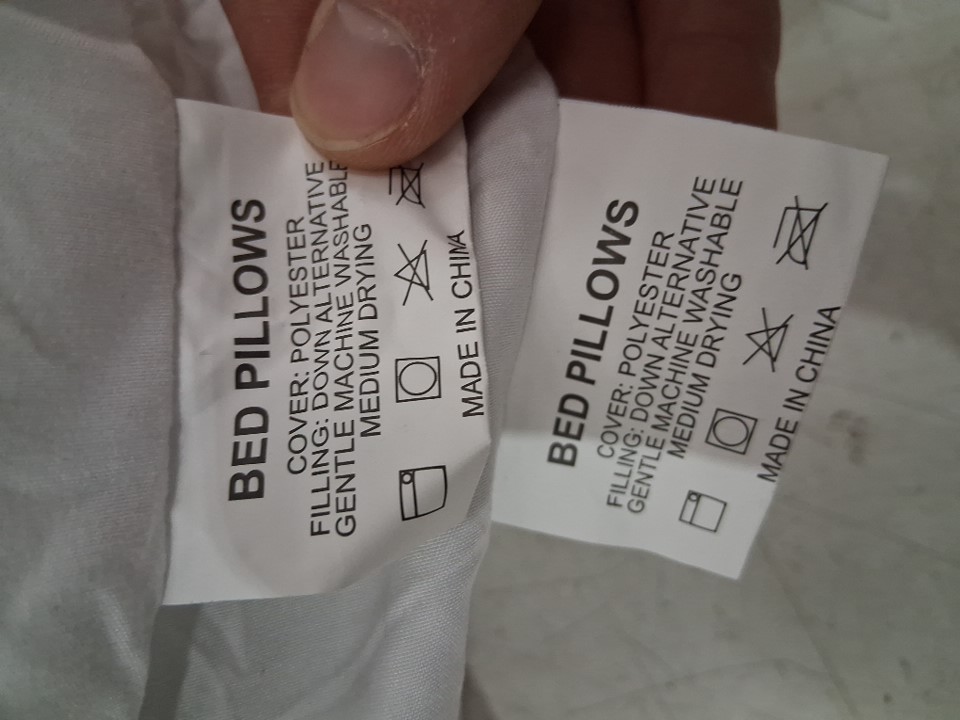 BED PILLOWS
COVER: POLYESTER
FILLING: DOWN ALTERNATIVE
GENTLE MACHINE WASHABLE
MEDIUM DRYING
MADE IN CHINA
BED PILLOWS
COVER: POLYESTER
FILLING: DOWN ALTERNATIVE
GENTLE MACHINE WASHABLE
MEDIUM DRYING
MADE IN CHINA